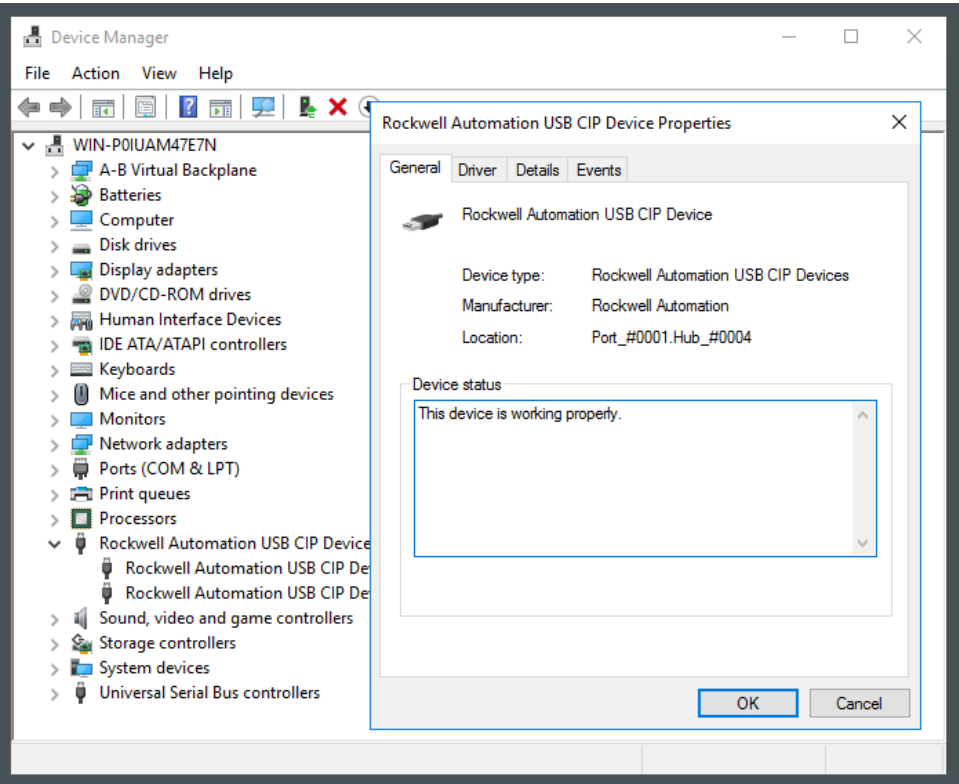 Device Manager
File Action View Help
WIN-P0IUAM47E7N
A-B Virtual Backplane
Batteries
Computer
Disk drives
Display adapters
DVD/CD-ROM drives
Human Interface Devices
IDE ATA/ATAPI controllers
Keyboards
Mice and other pointing devices
Monitors
Network adapters
Ports (COM & LPT)
Print queues
Processors
Rockwell Automation USB CIP Device
Rockwell Automation USB CIP De
Rockwell Automation USB CIP De
Sound, video and game controllers
Storage controllers
System devices
Universal Serial Bus controllers
Rockwell Automation USB CIP Device Properties
General Driver Details Events
Rockwell Automation USB CIP Device
Device type: Rockwell Automation USB CIP Devices
Manufacturer: Rockwell Automation
Location: Port_#0001.Hub_#0004
Device status
This device is working properly.
OK Cancel